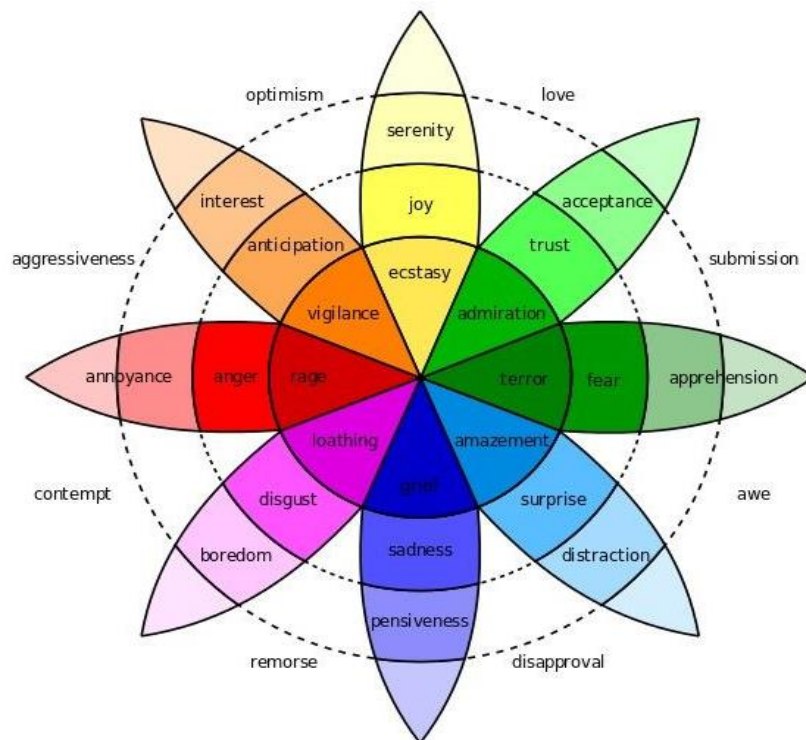 optimism
love
serenity
interest
acceptance
joy
anticipation
trust
aggressiveness
submission
ecstasy
vigilance
admiration
annoyance
anger
rage
terror
fear
apprehension
loathing
amazement
grief
disgust
surprise
contempt
awe
boredom
sadness
distraction
pensiveness
remorse
disapproval